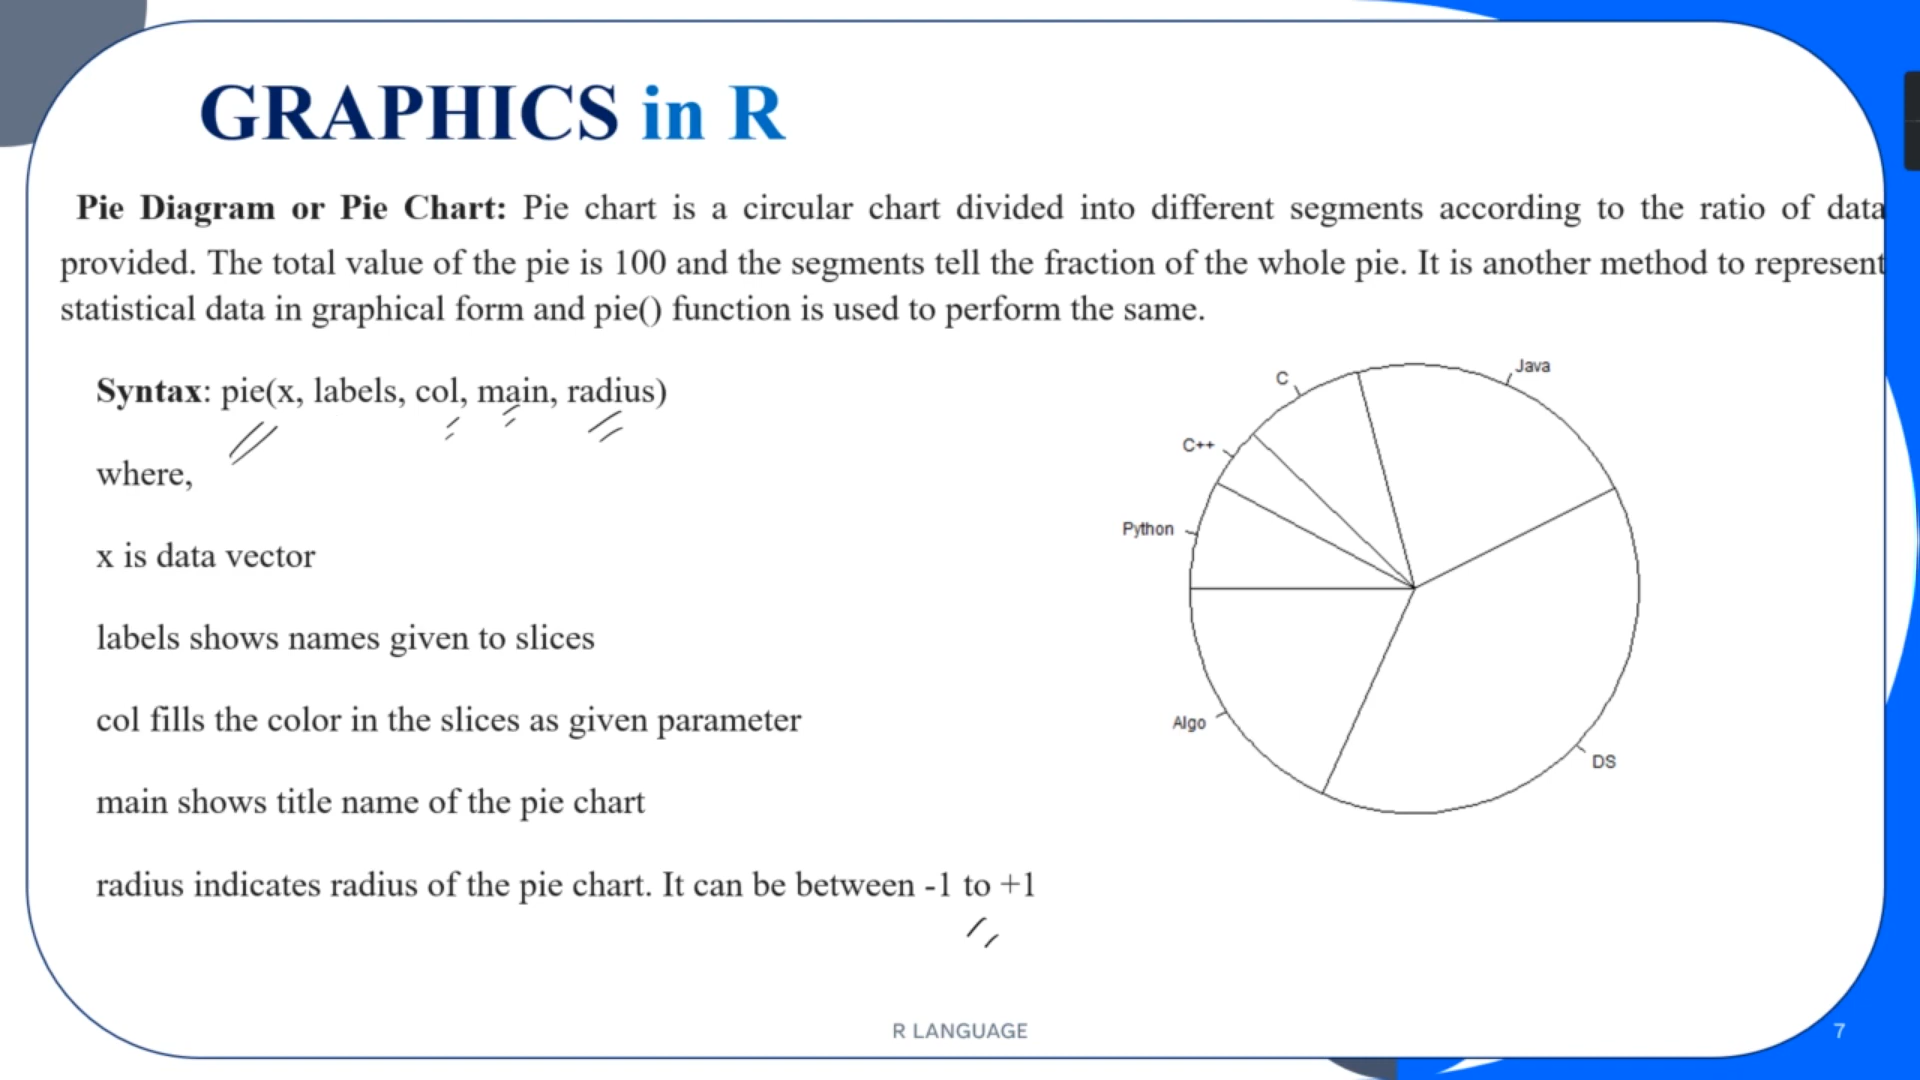 GRAPHICS in R
Pie Diagram or Pie Chart: Pie chart is a circular chart divided into different segments according to the ratio of data
provided. The total value of the pie is 100 and the segments tell the fraction of the whole pie. It is another method to represent
statistical data in graphical form and pie() function is used to perform the same.
Syntax: pie(x, labels, col, main, radius)
where,
x is data vector
labels shows names given to slices
col fills the color in the slices as given parameter
main shows title name of the pie chart
radius indicates radius of the pie chart. It can be between -1 to +1
Java
C
C++
Python
Algo
DS
R LANGUAGE
7